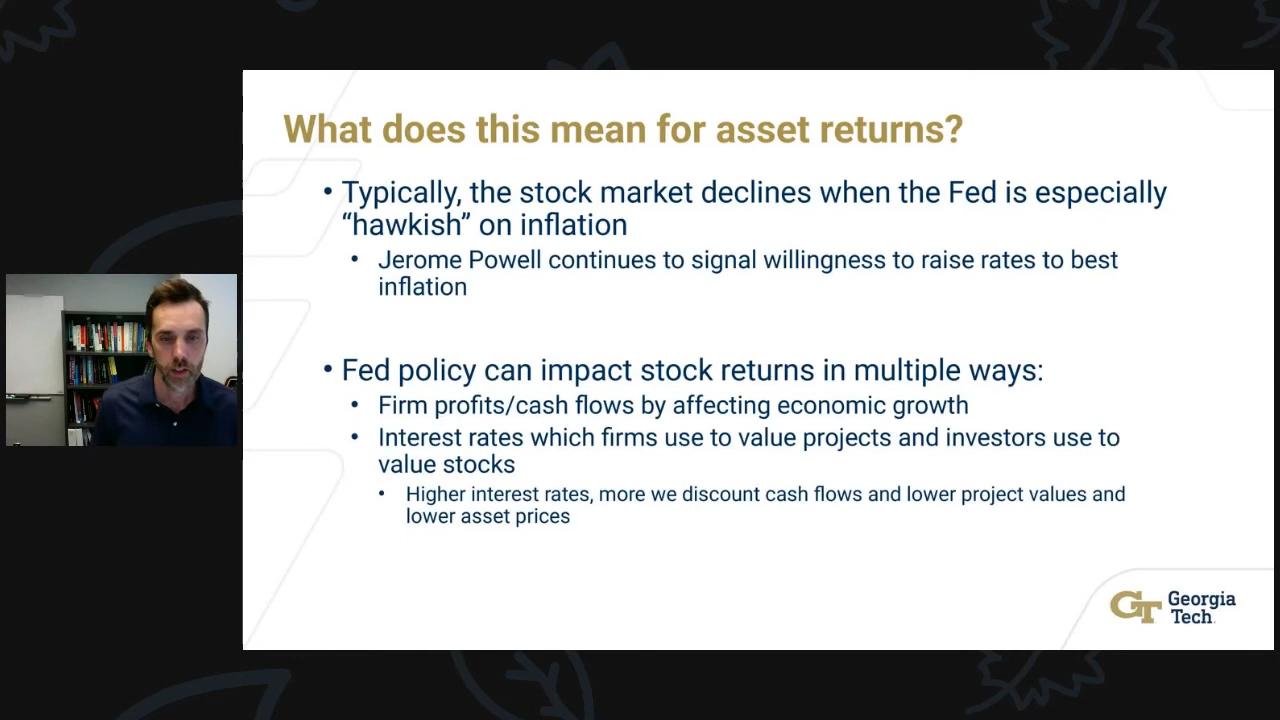 What does this mean for asset returns?
• Typically, the stock market declines when the Fed is especially
“hawkish” on inflation
• Jerome Powell continues to signal willingness to raise rates to best
inflation
• Fed policy can impact stock returns in multiple ways:
• Firm profits/cash flows by affecting economic growth
• Interest rates which firms use to value projects and investors use to
value stocks
• Higher interest rates, more we discount cash flows and lower project values and
lower asset prices
GT Georgia
Tech